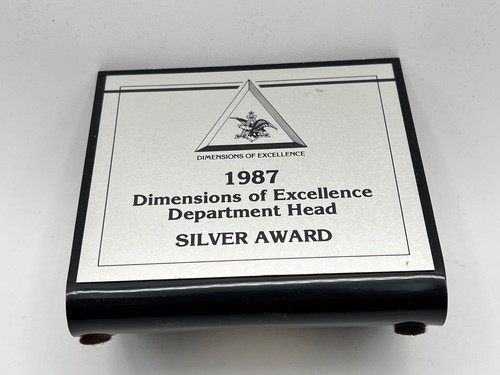 DIMENSIONS OF EXCELLENCE
1987
Dimensions of Excellence
Department Head
SILVER AWARD